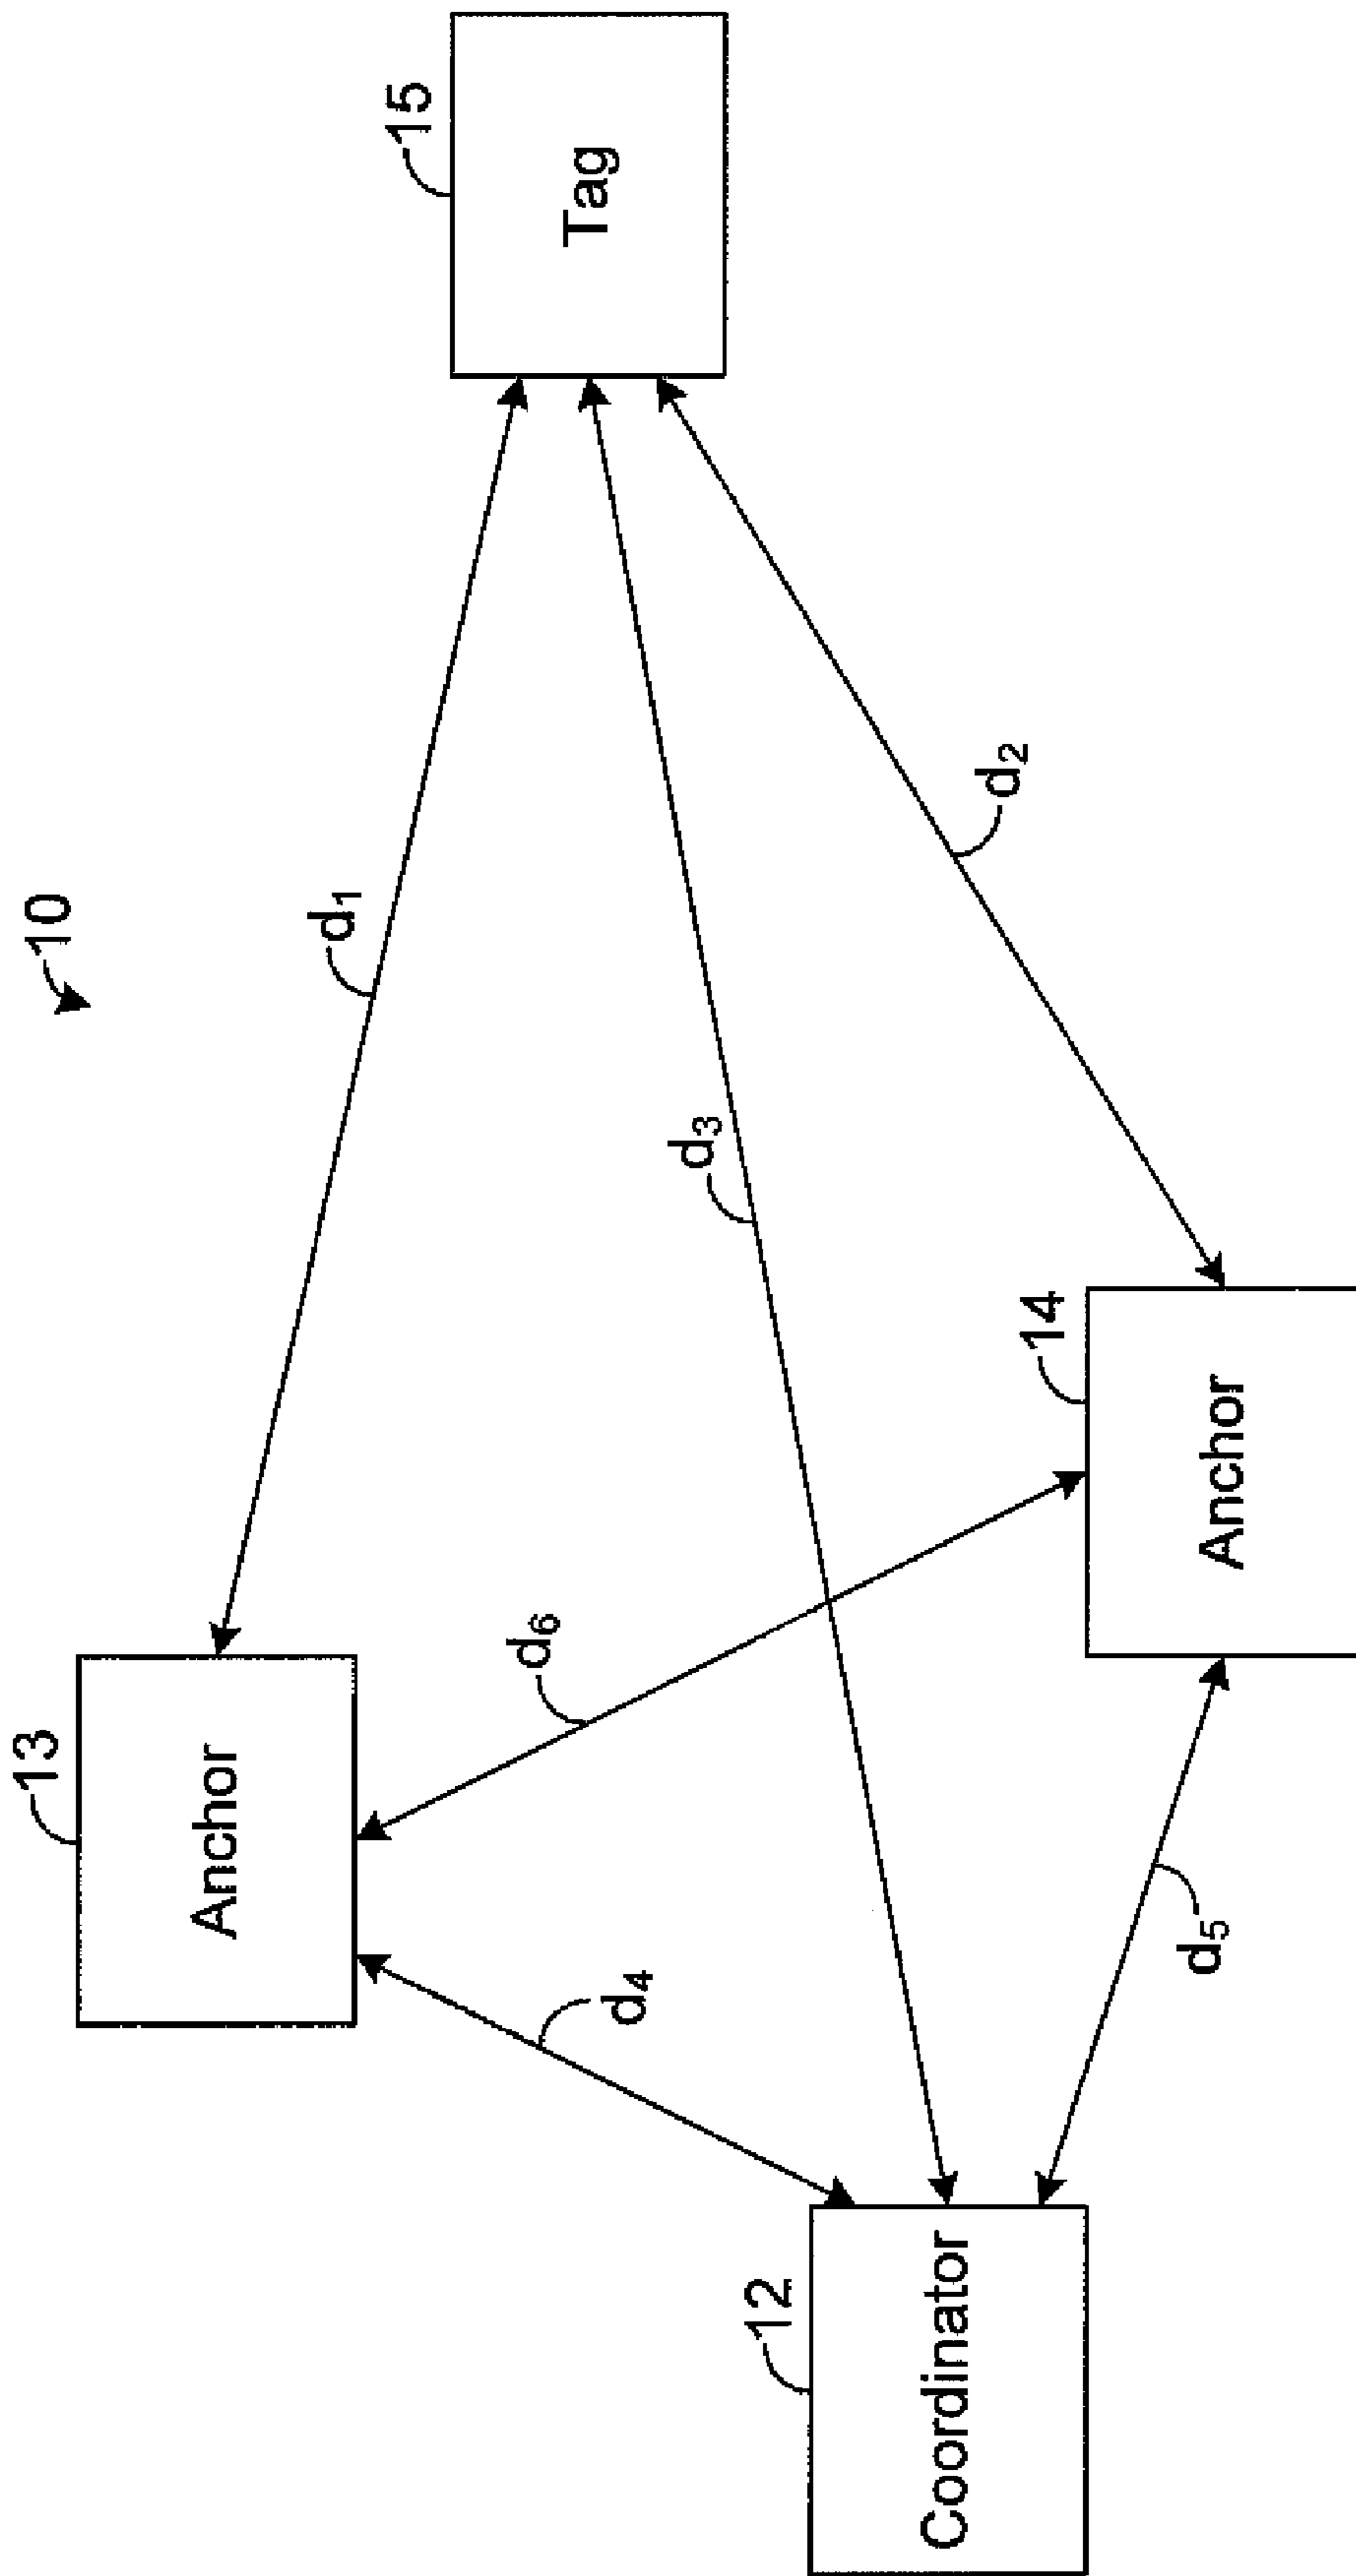 10
13
Anchor
15
Tag
d1
d6
d3
d4
12
Coordinator
d2
14
Anchor
d5